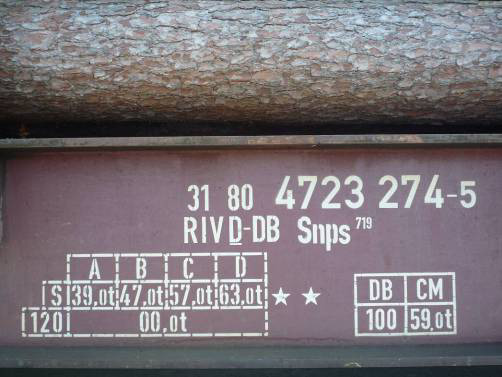 31 80 4723 274-5
RIV D-DB Snps 719
A B C D
S 39,0t 47,0t 57,0t 63,0t ★ ★
120 00,0t
DB CM
100 59,0t